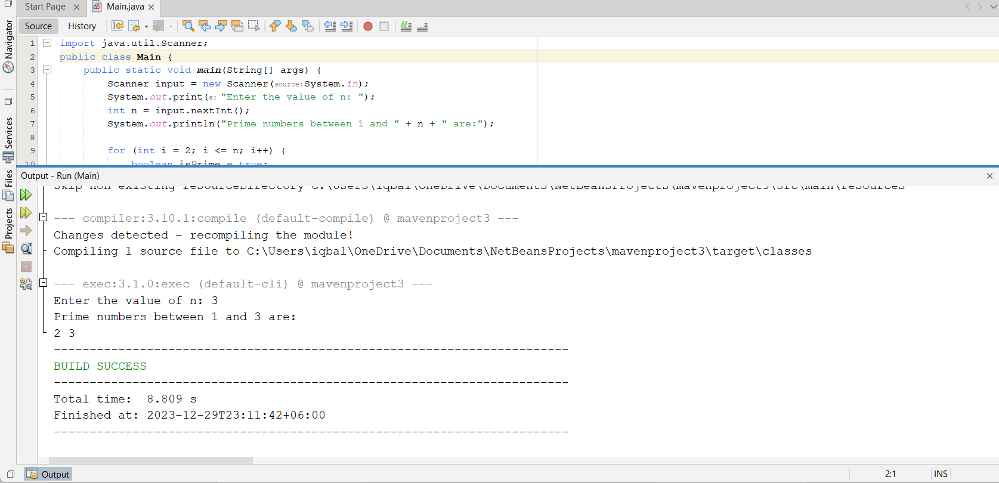 Start Page
Main.java
Source
History
Navigator
Services
Files
Projects
1 import java.util.Scanner;
2 public class Main {
3 public static void main(String[] args) {
4 Scanner input = new Scanner(source:System.in);
5 System.out.print(s: "Enter the value of n: ");
6 int n = input.nextInt();
7 System.out.println("Prime numbers between 1 and " + n + " are:");
8
9 for (int i = 2; i <= n; i++) {
10 boolean isPrime = true;
Output - Run (Main)
skip non existing resourceDirectory C:\Users\iqbal\OneDrive\Documents\NetBeansProjects\mavenproject3\src\main\resources
--- compiler:3.10.1:compile (default-compile) @ mavenproject3 ---
Changes detected - recompiling the module!
Compiling 1 source file to C:\Users\iqbal\OneDrive\Documents\NetBeansProjects\mavenproject3\target\classes
--- exec:3.1.0:exec (default-cli) @ mavenproject3 ---
Enter the value of n: 3
Prime numbers between 1 and 3 are:
2 3
------------------------------------------------------------------------
BUILD SUCCESS
------------------------------------------------------------------------
Total time:  8.809 s
Finished at: 2023-12-29T23:11:42+06:00
------------------------------------------------------------------------
Output
2:1
INS